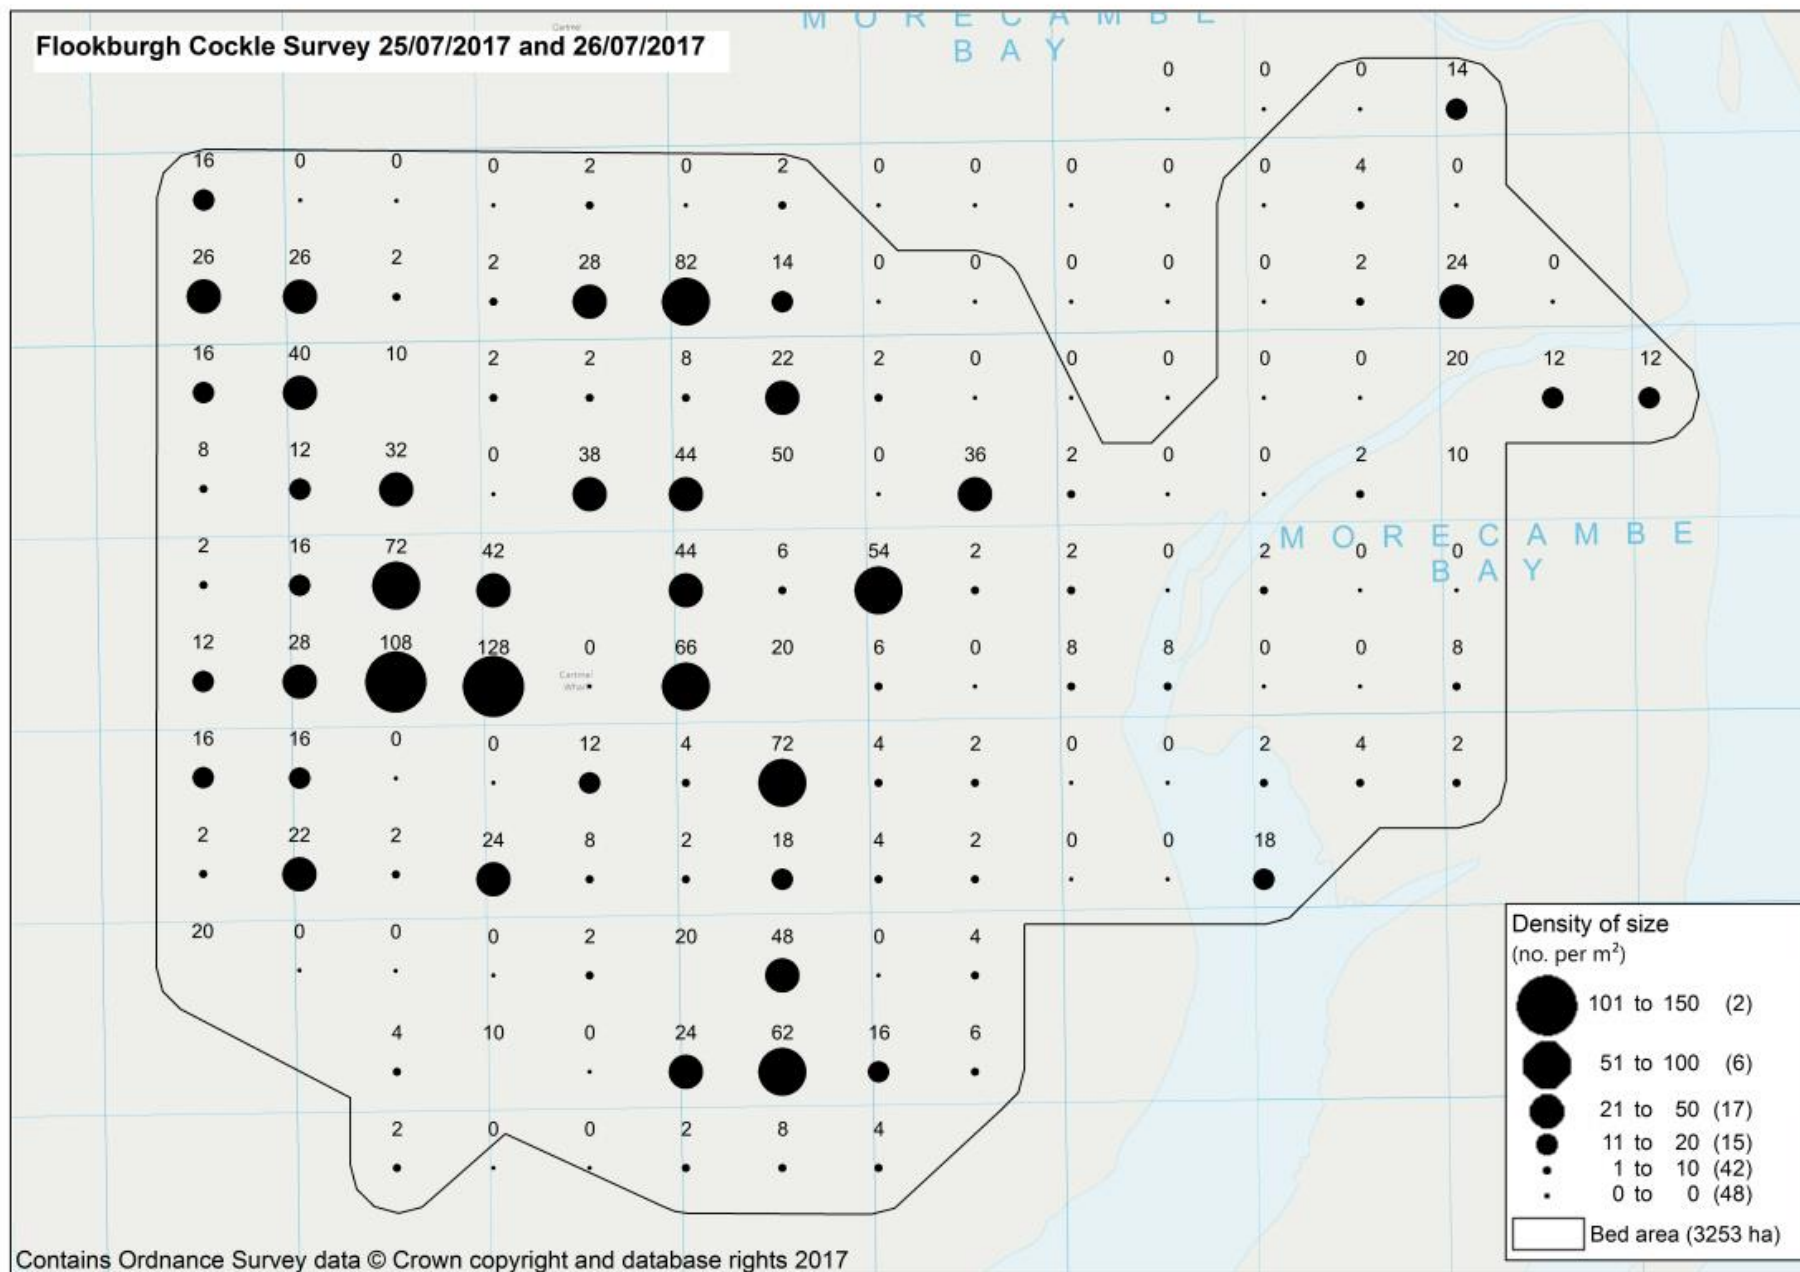 M O R E C A M B E
Cartmel
Flookburgh Cockle Survey 25/07/2017 and 26/07/2017
B A Y
0 0 0 14
16 0 0 0 2 0 2 0 0 0 0 0 4 0
26 26 2 2 28 82 14 0 0 0 0 0 2 24 0
16 40 10 2 2 8 22 2 0 0 0 0 0 20 12 12
8 12 32 0 38 44 50 0 36 2 0 0 2 10
M O R E C A M B E
2 16 72 42 44 6 54 2 2 0 2 0 0
B A Y
12 28 108 128 0 66 20 6 0 8 8 0 0 8
Cartmel
Wharf
16 16 0 0 12 4 72 4 2 0 0 2 4 2
2 22 2 24 8 2 18 4 2 0 0 18
20 0 0 0 2 20 48 0 4
4 10 0 24 62 16 6
2 0 0 2 8 4
Density of size
(no. per m²)
101 to 150 (2)
51 to 100 (6)
21 to 50 (17)
11 to 20 (15)
1 to 10 (42)
0 to 0 (48)
Bed area (3253 ha)
Contains Ordnance Survey data © Crown copyright and database rights 2017